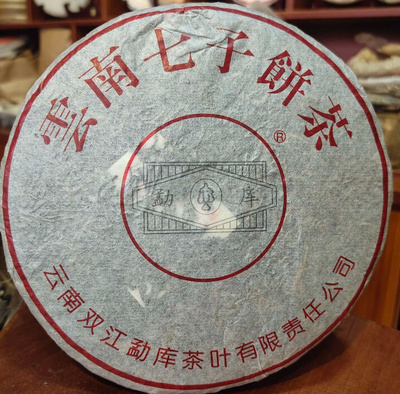 雲南七子餅茶
®
勐库
云南双江勐库茶叶有限责任公司